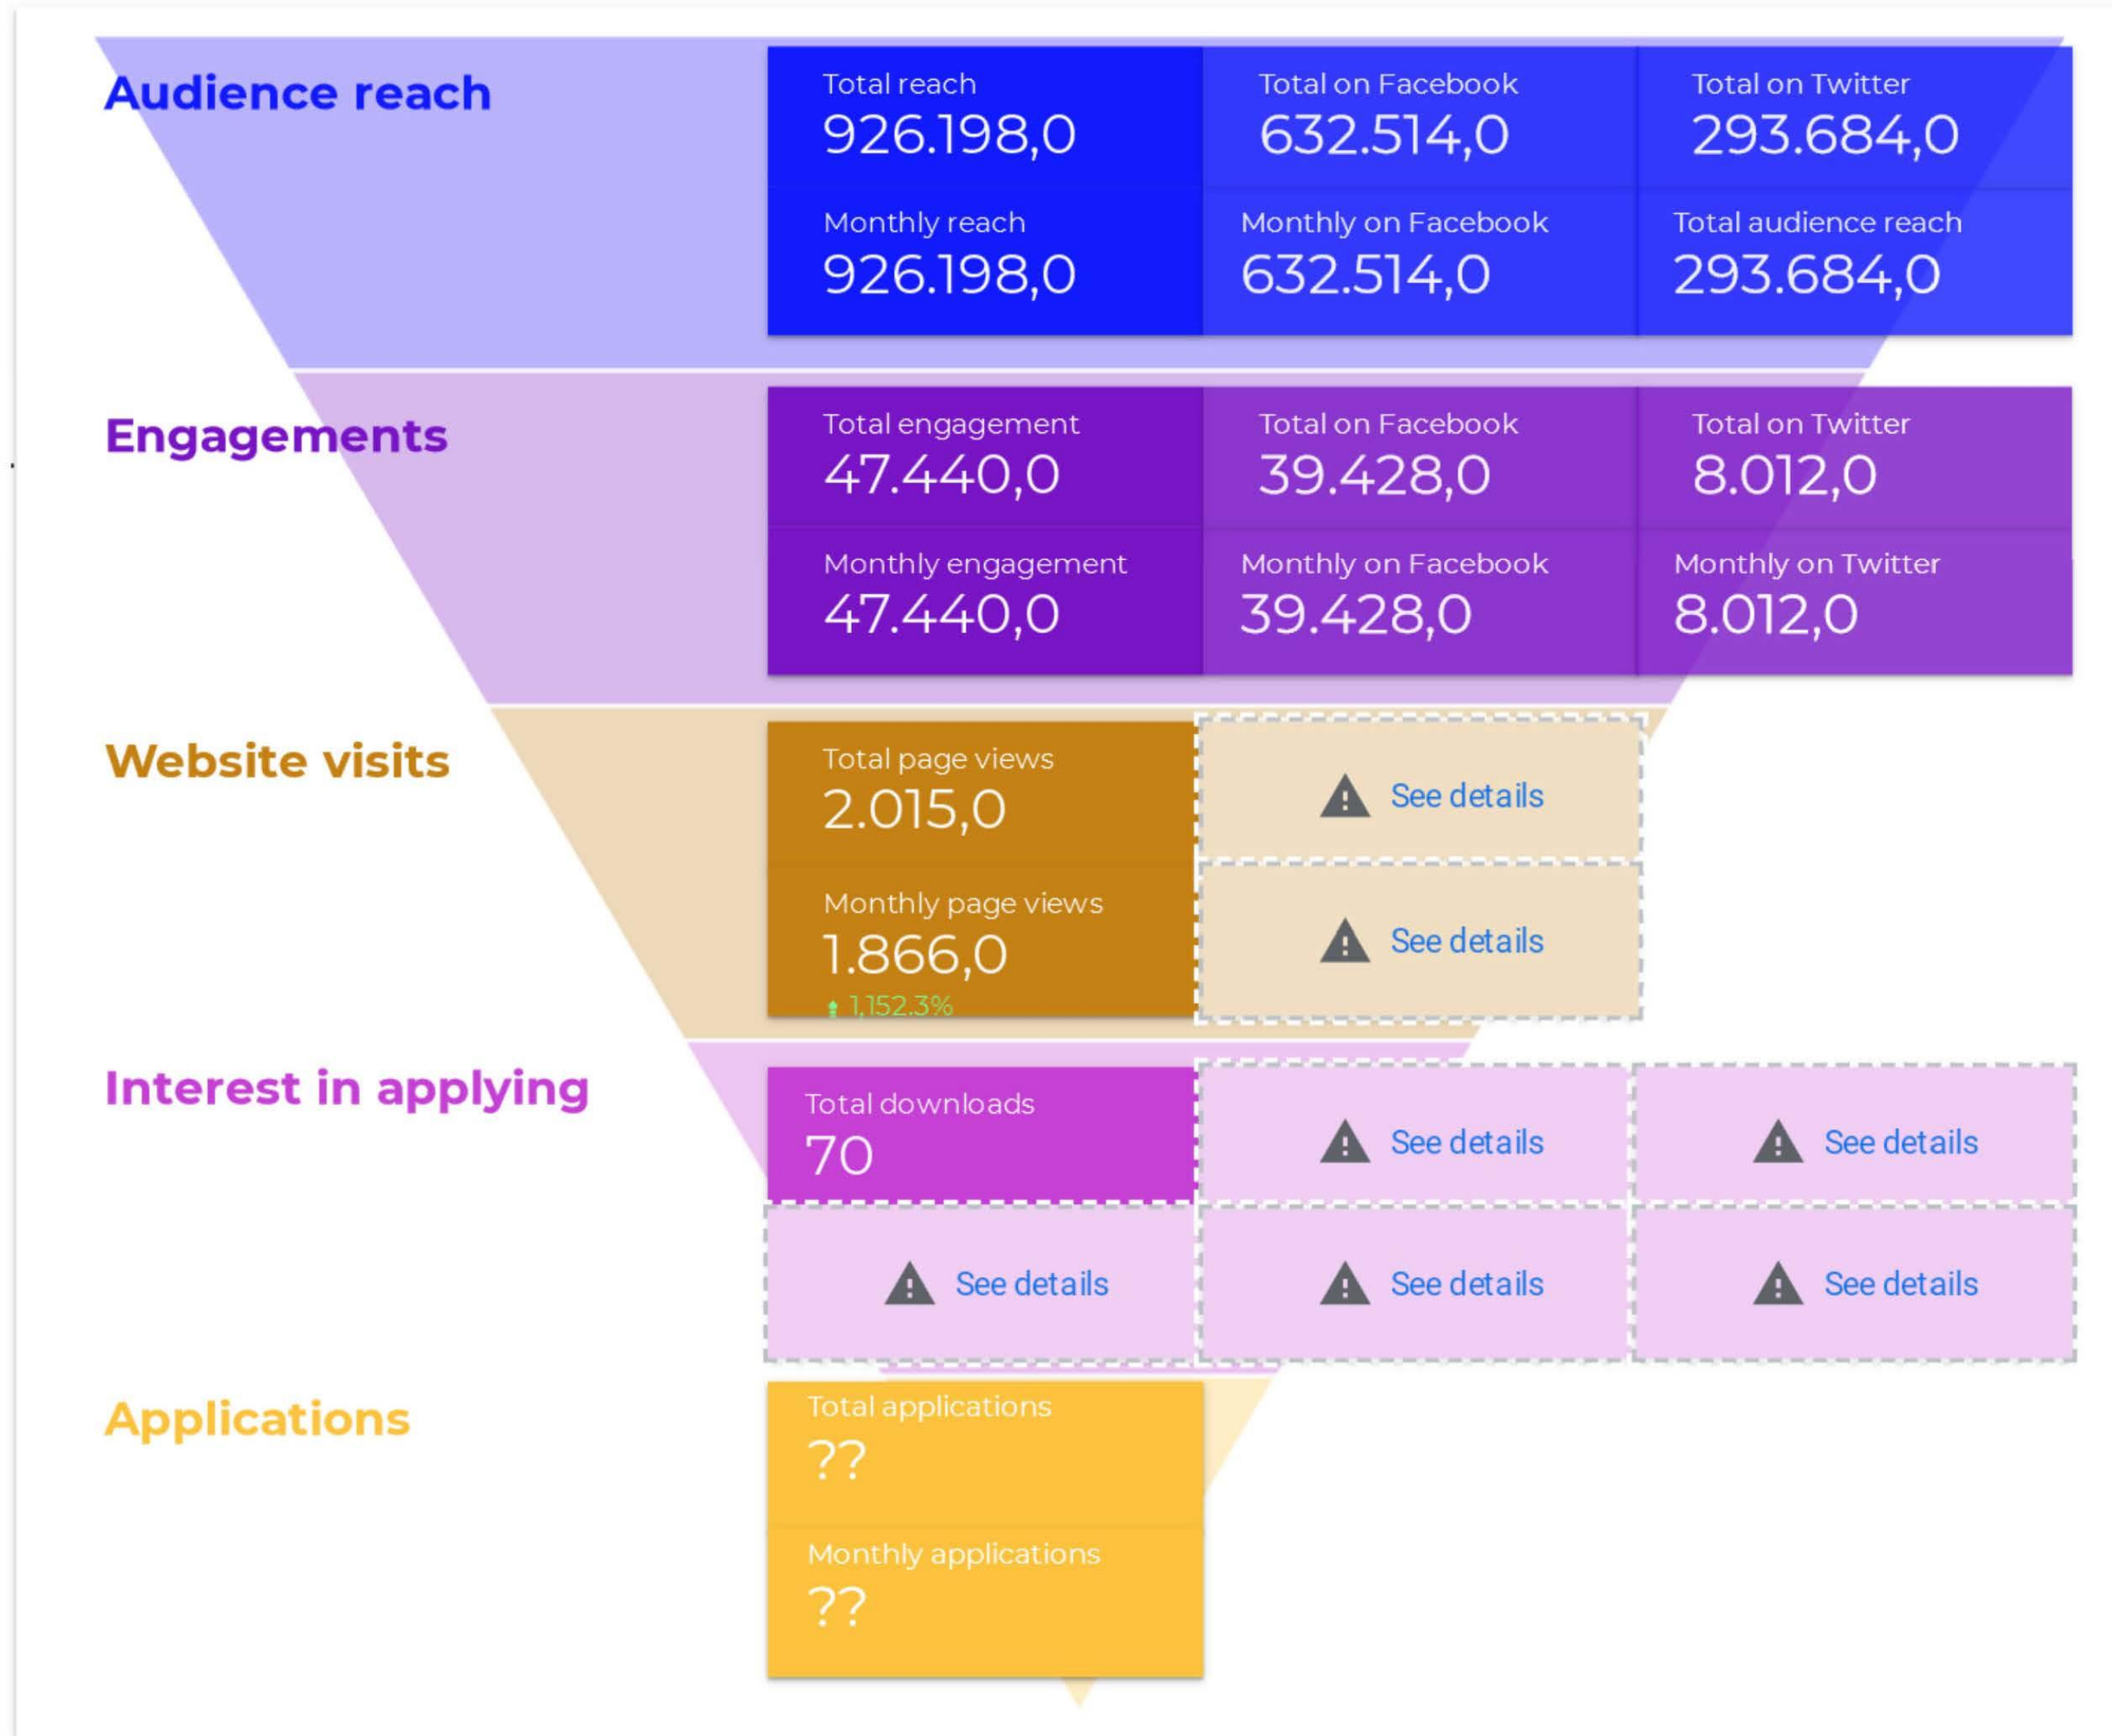 Audience reach
Total reach
926.198,0
Total on Facebook
632.514,0
Total on Twitter
293.684,0
Monthly reach
926.198,0
Monthly on Facebook
632.514,0
Total audience reach
293.684,0
Engagements
Total engagement
47.440,0
Total on Facebook
39.428,0
Total on Twitter
8.012,0
Monthly engagement
47.440,0
Monthly on Facebook
39.428,0
Monthly on Twitter
8.012,0
Website visits
Total page views
2.015,0
See details
Monthly page views
1.866,0
1,152.3%
See details
Interest in applying
Total downloads
70
See details
See details
See details
See details
See details
Applications
Total applications
??
Monthly applications
??